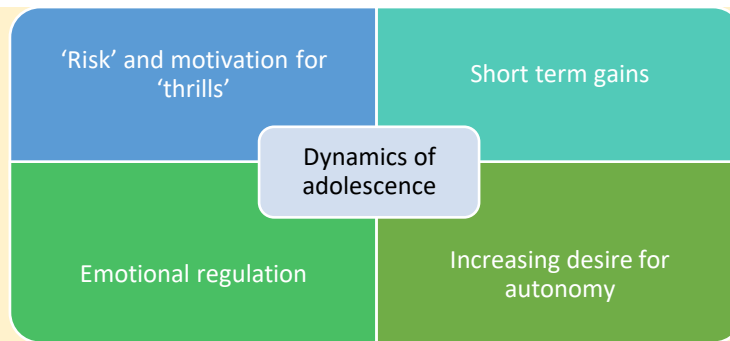 ‘Risk’ and motivation for
‘thrills’
Short term gains
Dynamics of
adolescence
Emotional regulation
Increasing desire for
autonomy